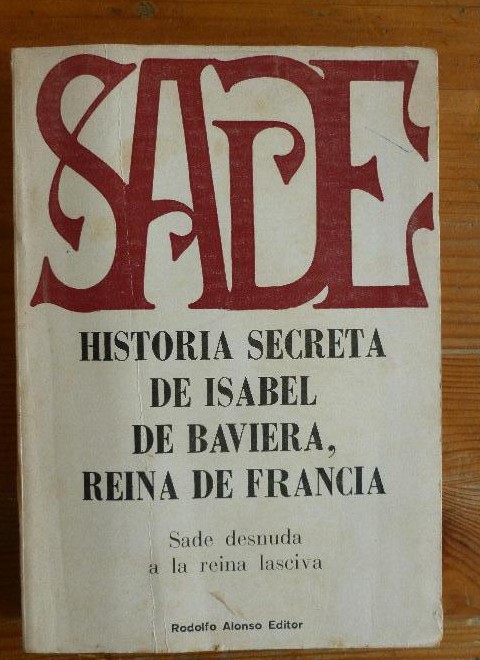 SADE
HISTORIA SECRETA
DE ISABEL
DE BAVIERA,
REINA DE FRANCIA
Sade desnuda
a la reina lasciva
Rodolfo Alonso Editor